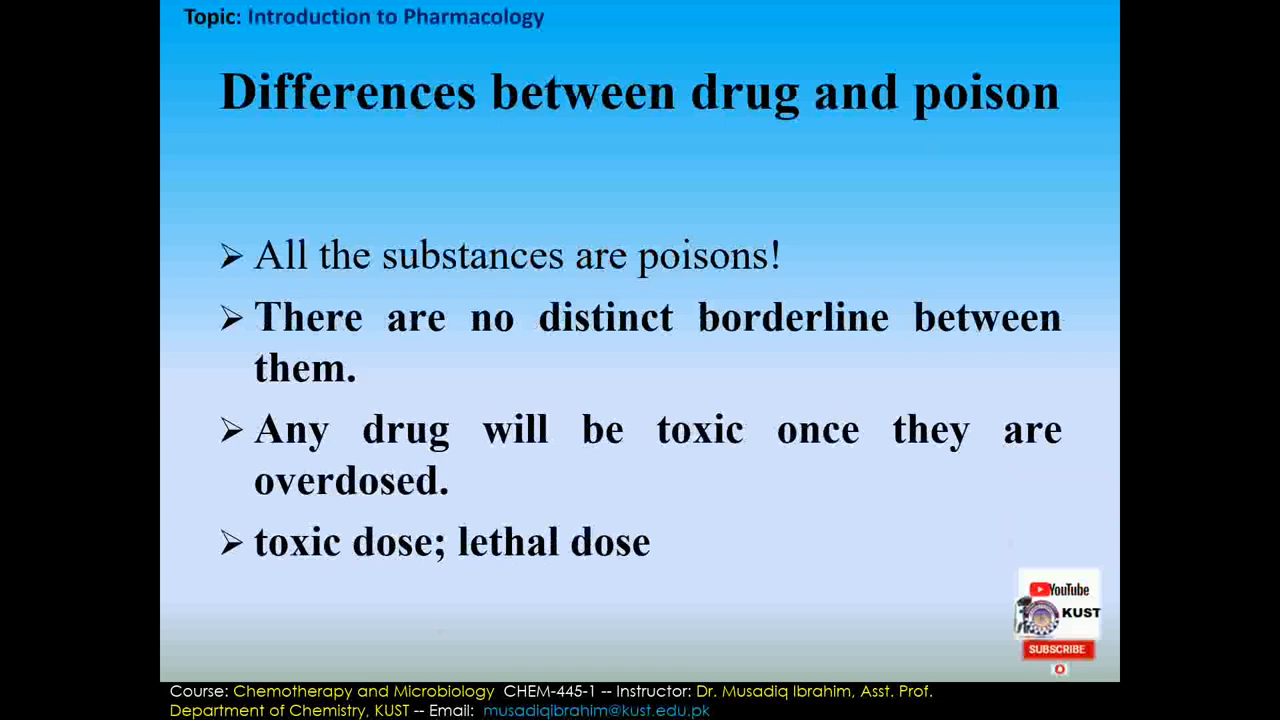 Topic: Introduction to Pharmacology
Differences between drug and poison
➢ All the substances are poisons!
➢ There are no distinct borderline between
them.
➢ Any drug will be toxic once they are
overdosed.
➢ toxic dose; lethal dose
YouTube
KUST
SUBSCRIBE
Course: Chemotherapy and Microbiology CHEM-445-1 -- Instructor: Dr. Musadiq Ibrahim, Asst. Prof.
Department of Chemistry, KUST -- Email: musadiqibrahim@kust.edu.pk